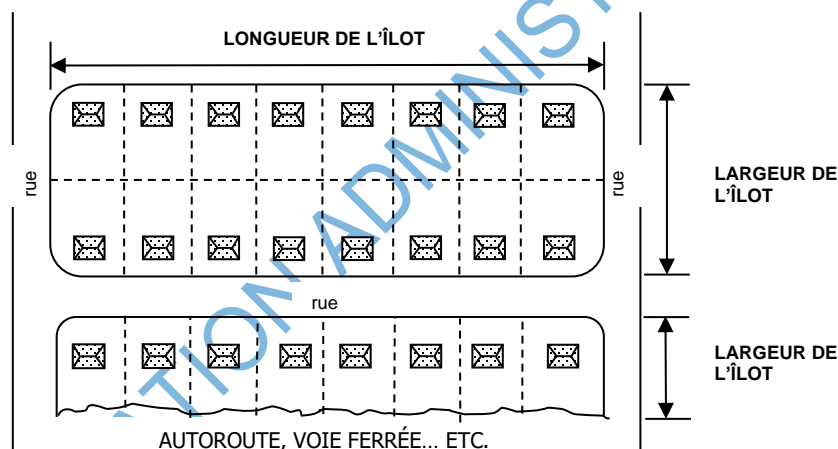 LONGUEUR DE L'ÎLOT
rue
rue
LARGEUR DE
L'ÎLOT
rue
LARGEUR DE
L'ÎLOT
AUTOROUTE, VOIE FERRÉE... ETC.